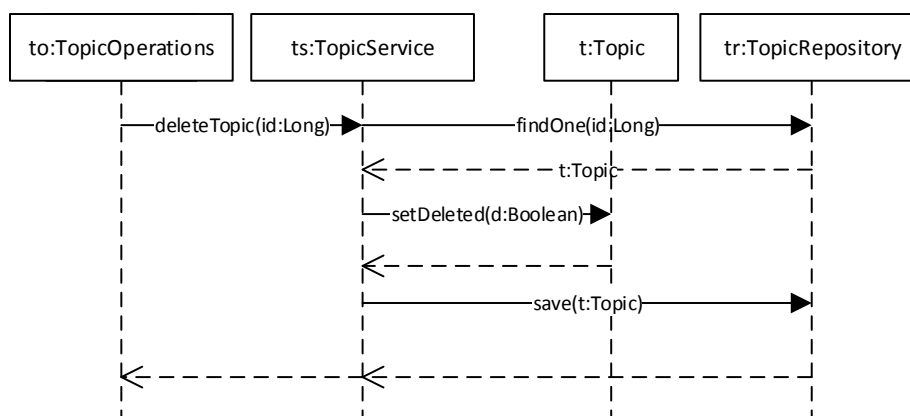 to:TopicOperations
ts:TopicService
t:Topic
tr:TopicRepository
deleteTopic(id:Long)
findOne(id:Long)
t:Topic
setDeleted(d:Boolean)
save(t:Topic)